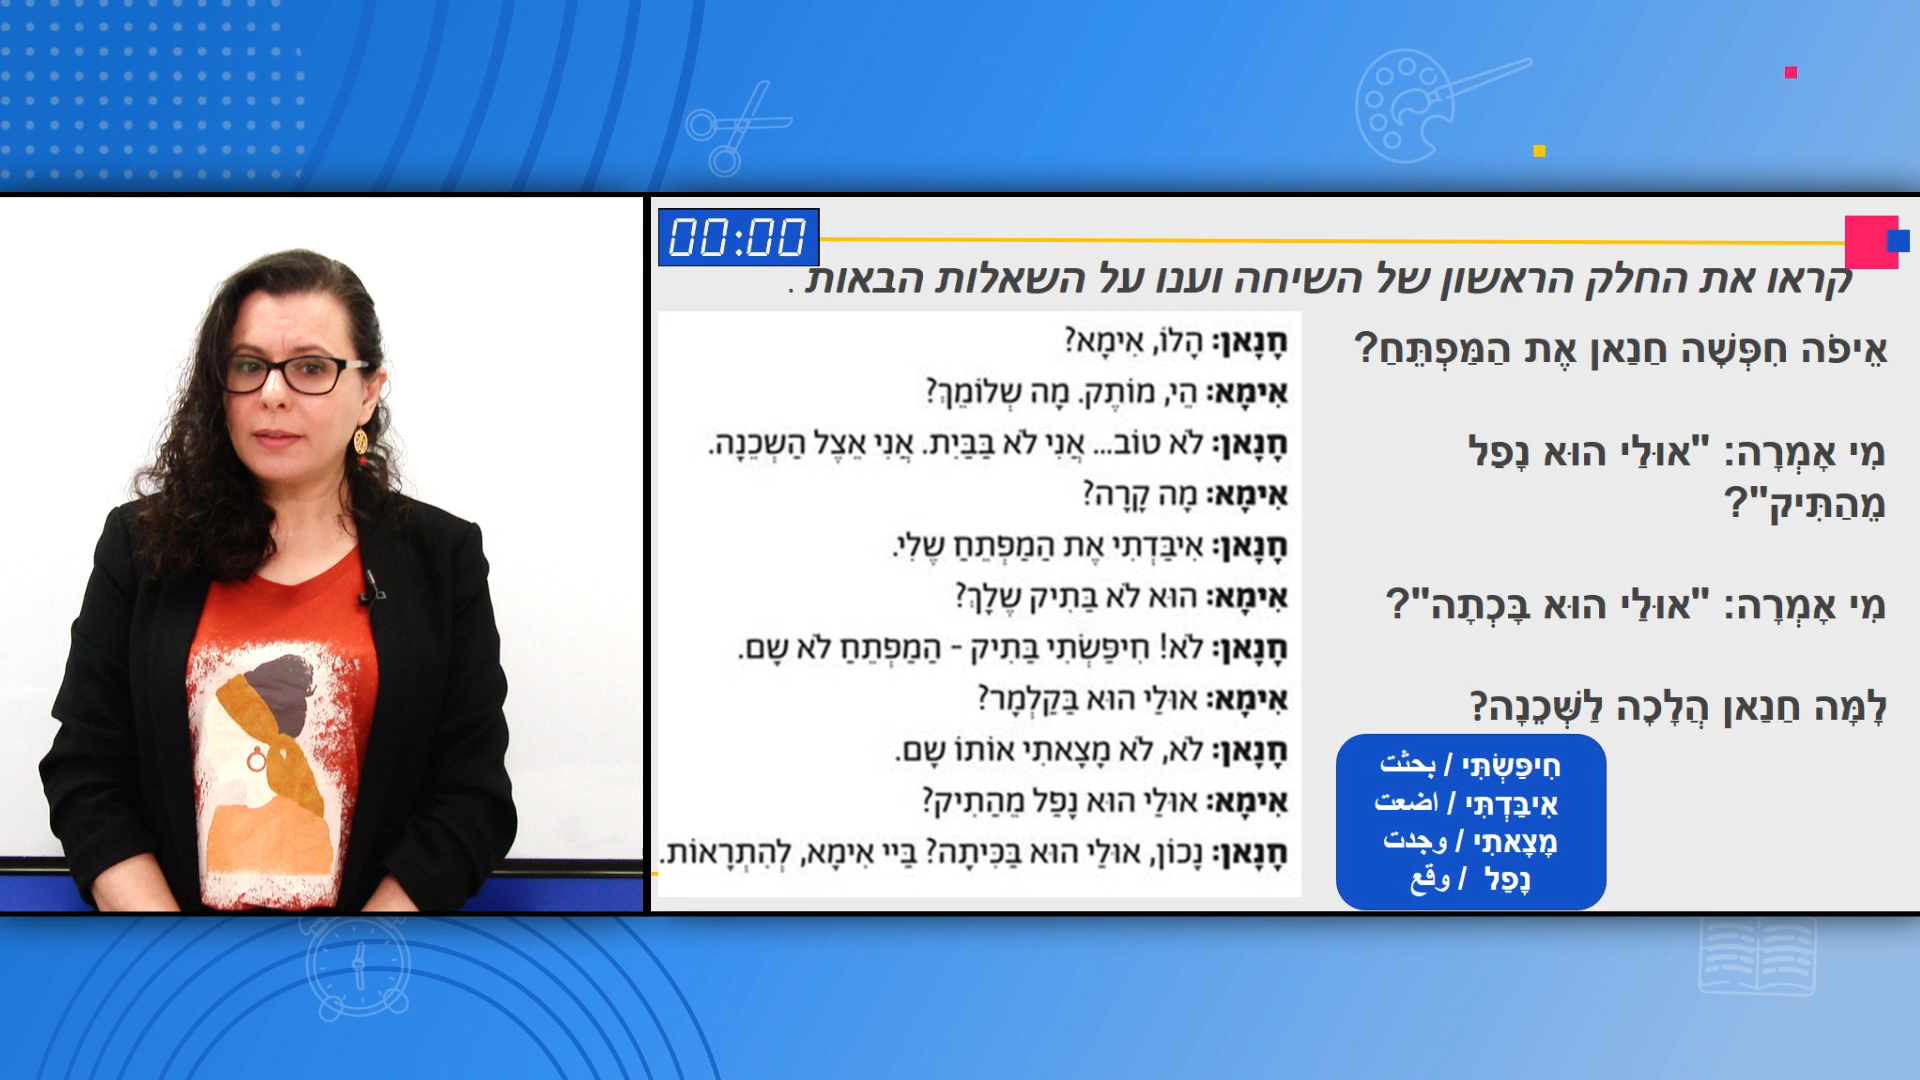 00:00
קראו את החלק הראשון של השיחה וענו על השאלות הבאות .
חָנָאן: הָלוֹ, אִימָא?
אִימָא: הֵי, מוֹתֶק. מָה שְלוֹמֵךְ?
חָנָאן: לֹא טוֹב... אֲנִי לֹא בַּבַּיִת. אֲנִי אֵצֶל הַשְכֵנָה.
אִימָא: מָה קָרָה?
חָנָאן: אִיבַּדְתִי אֶת הַמַפְתֵחַ שֶלִי.
אִימָא: הוּא לֹא בַּתִיק שֶלָךְ?
חָנָאן: לֹא! חִיפַּשְׂתִי בַּתִיק - הַמַפְתֵחַ לֹא שָם.
אִימָא: אוּלַי הוּא בַּקַלְמָר?
חָנָאן: לֹא, לֹא מָצָאתִי אוֹתוֹ שָם.
אִימָא: אוּלַי הוּא נָפַל מֵהַתִיק?
חָנָאן: נָכוֹן, אוּלַי הוּא בַּכִּיתָה? בַּיי אִימָא, לְהִתְרָאוֹת.
אֵיפֹה חִפְּשָׂה חַנַאן אֶת הַמַּפְתֵּחַ?
מִי אָמְרָה: "אוּלַי הוּא נָפַל
מֵהַתִּיק"?
מִי אָמְרָה: "אוּלַי הוּא בָּכְתָה"?
לָמָּה חַנַאן הֲלָכָה לַשְּׁכֵנָה?
חִיפַּשְׂתִּי / بحثت
אִיבַּדְתִּי / اضعت
מָצָאתִי / وجدت
נָפַל / وقع